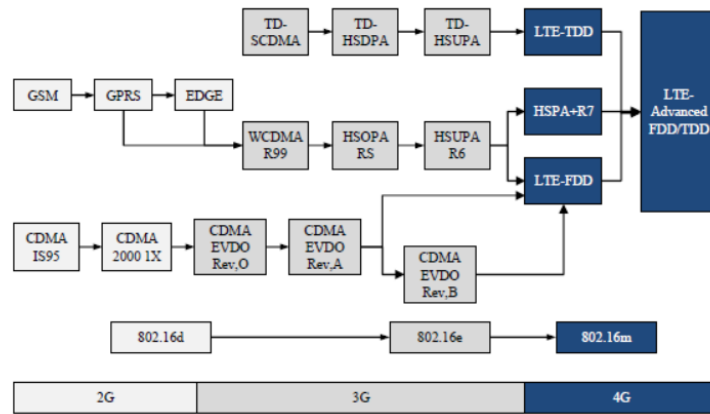 TD-
SCDMA
TD-
HSDPA
TD-
HSUPA
LTE-TDD
LTE-
Advanced
FDD/TDD
GSM
GPRS
EDGE
HSPA+R7
WCDMA
R99
HSOPA
RS
HSUPA
R6
LTE-FDD
CDMA
IS95
CDMA
2000 1X
CDMA
EVDO
Rev,O
CDMA
EVDO
Rev,A
CDMA
EVDO
Rev,B
802.16d
802.16e
802.16m
2G
3G
4G